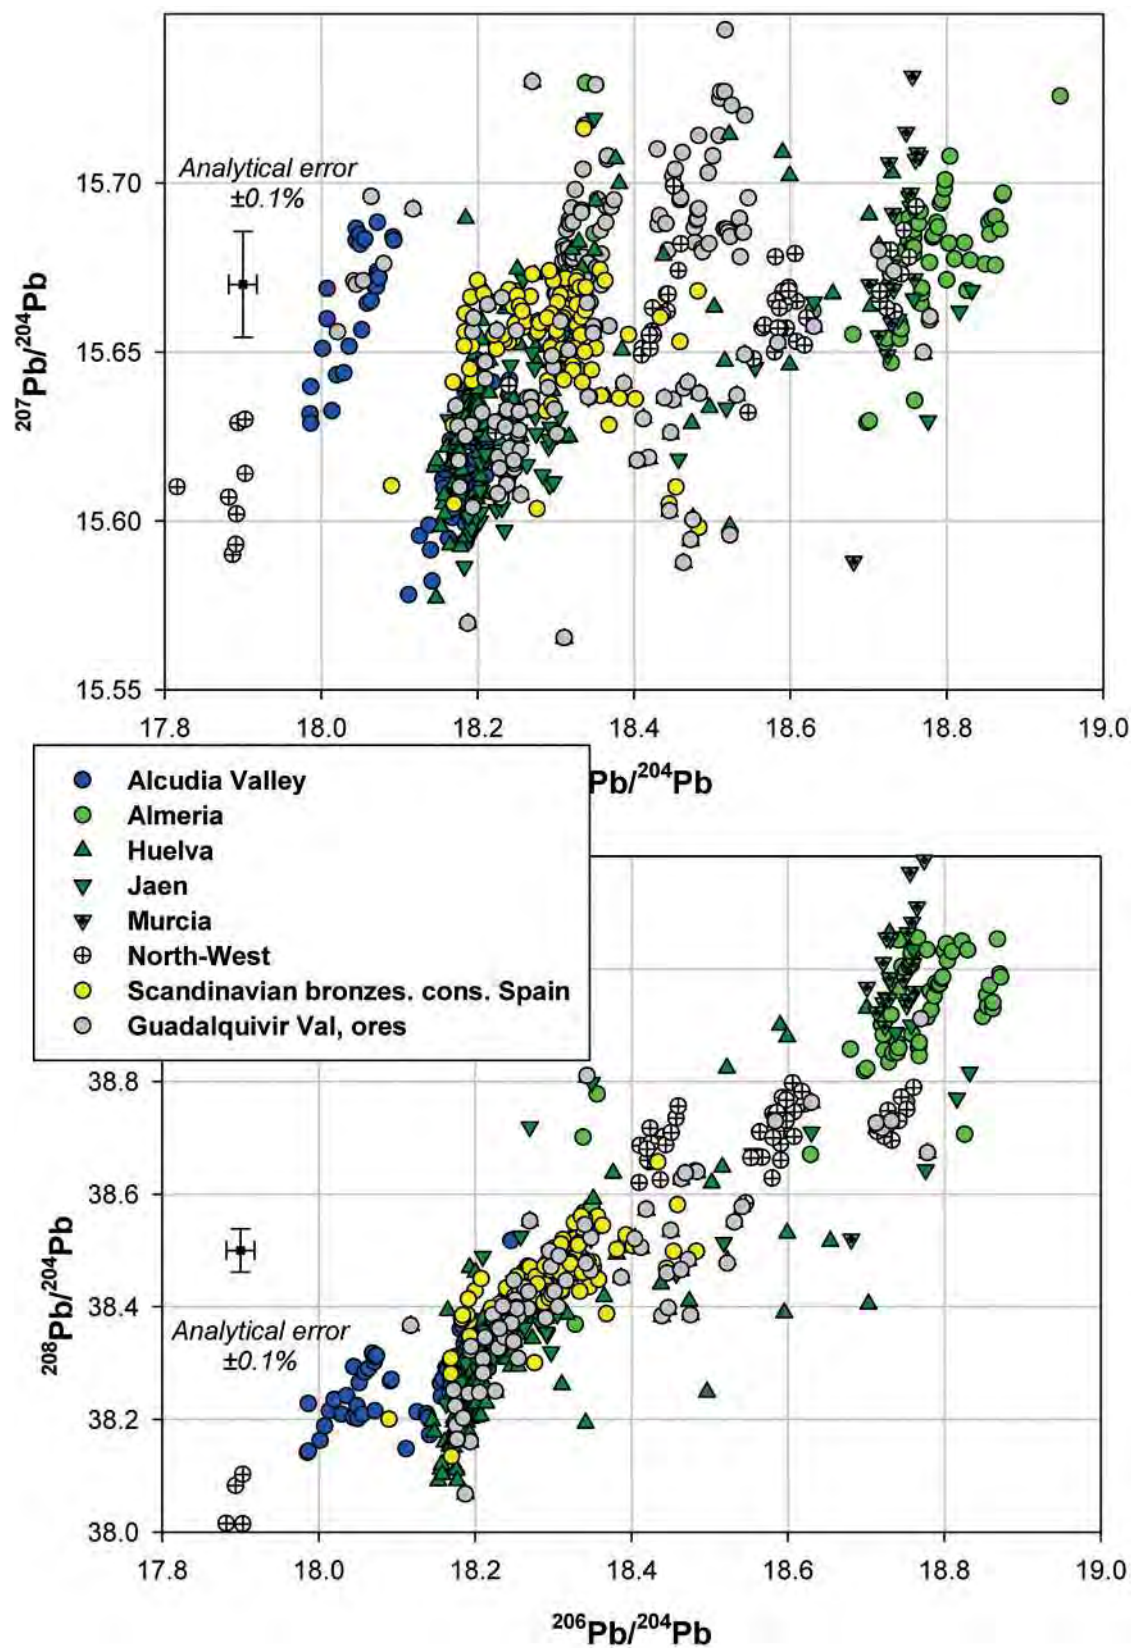 15.70
Analytical error
±0.1%
15.65
15.60
15.55
207Pb/204Pb
17.8 18.0 18.2 18.4 18.6 18.8 19.0
Pb/204Pb
Alcudia Valley
Almeria
Huelva
Jaen
Murcia
North-West
Scandinavian bronzes. cons. Spain
Guadalquivir Val, ores
38.8
38.6
38.4
Analytical error
±0.1%
38.2
38.0
208Pb/204Pb
17.8 18.0 18.2 18.4 18.6 18.8 19.0
206Pb/204Pb